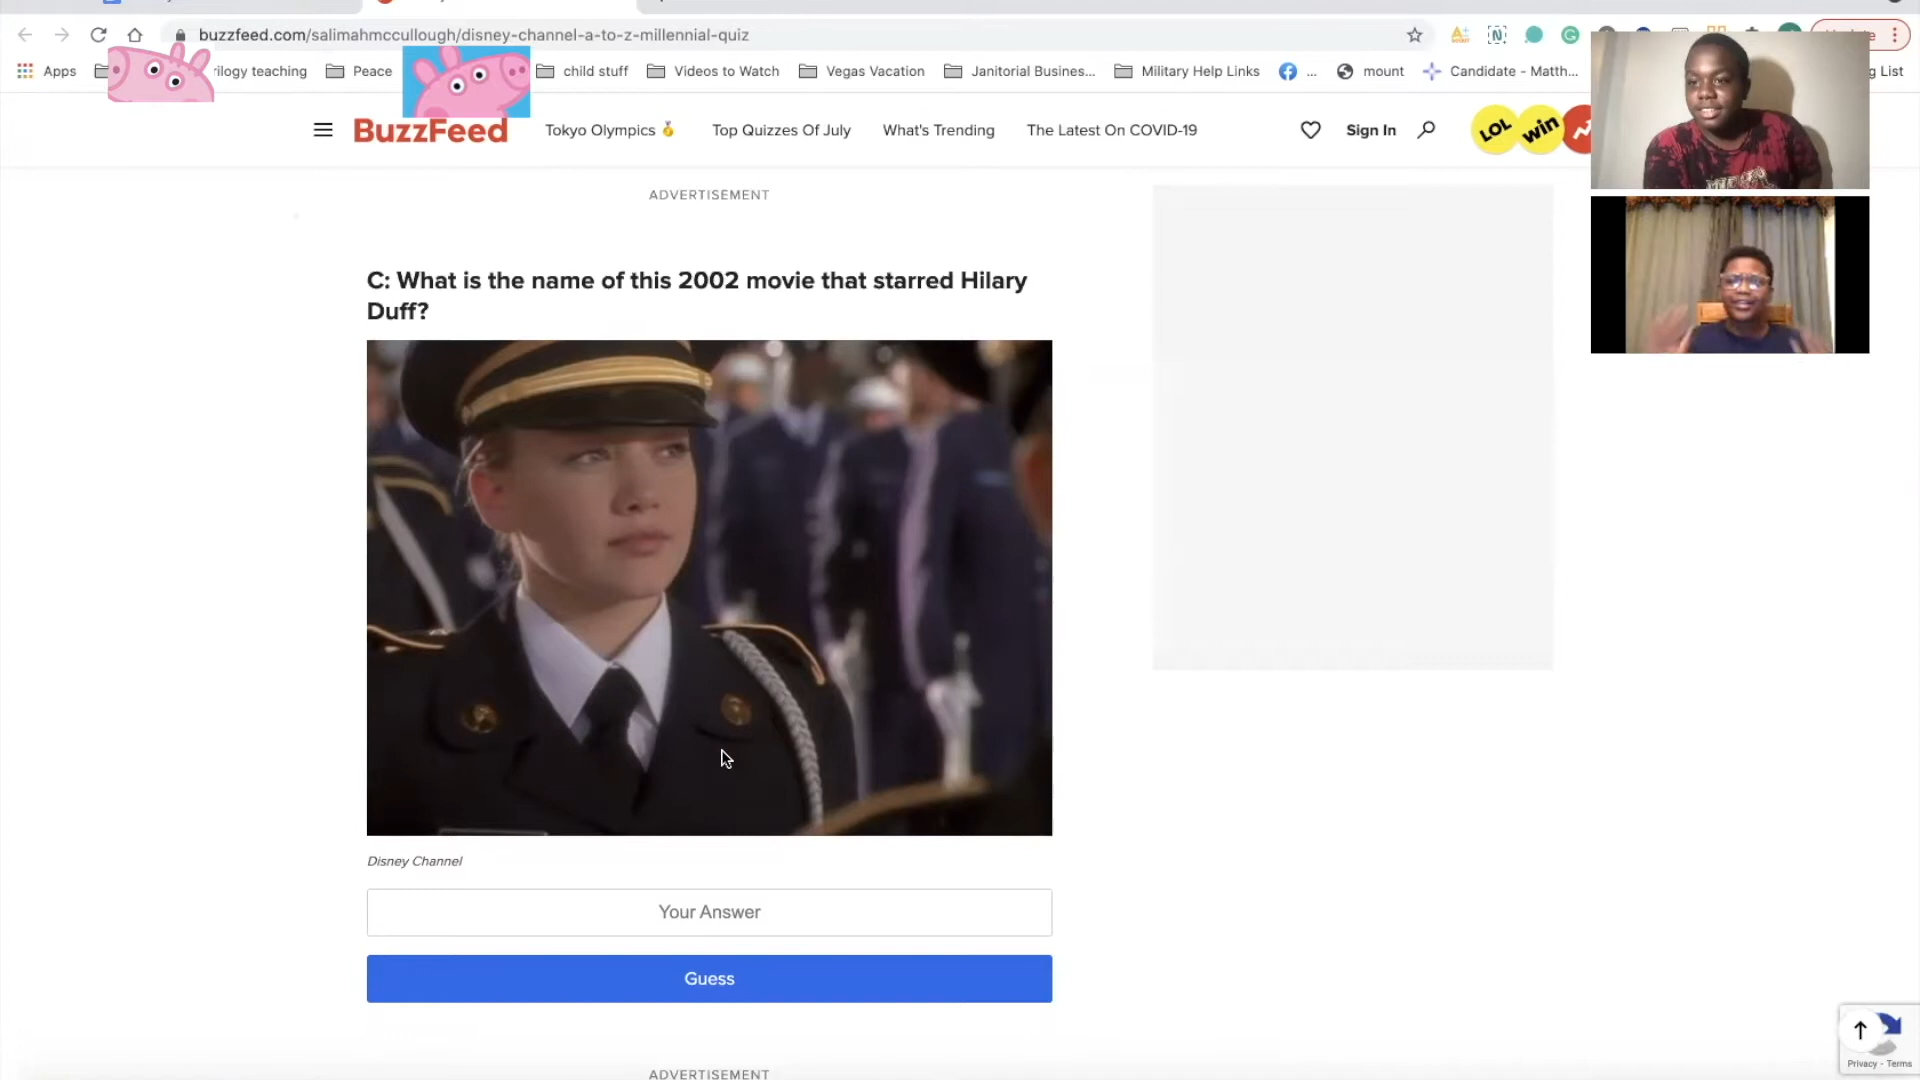 buzzfeed.com/salimahmccullough/disney-channel-a-to-z-millennial-quiz
Apps
rilogy teaching
Peace
child stuff
Videos to Watch
Vegas Vacation
Janitorial Busines...
Military Help Links
...
mount
Candidate - Matth...
g List
BuzzFeed
Tokyo Olympics
Top Quizzes Of July
What's Trending
The Latest On COVID-19
Sign In
LOL
win
ADVERTISEMENT
C: What is the name of this 2002 movie that starred Hilary
Duff?
Disney Channel
Your Answer
Guess
Privacy - Terms
ADVERTISEMENT